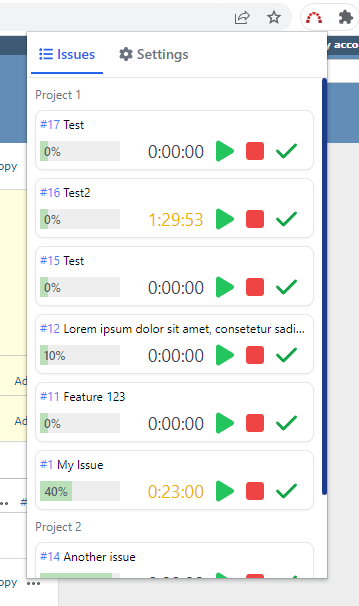 y acco
Issues Settings
Project 1
#17 Test
0% 0:00:00
#16 Test2
0% 1:29:53
#15 Test
0% 0:00:00
#12 Lorem ipsum dolor sit amet, consetetur sadi...
10% 0:00:00
#11 Feature 123
0% 0:00:00
#1 My Issue
40% 0:23:00
Project 2
#14 Another issue
opy
Ad
Ad
#
opy